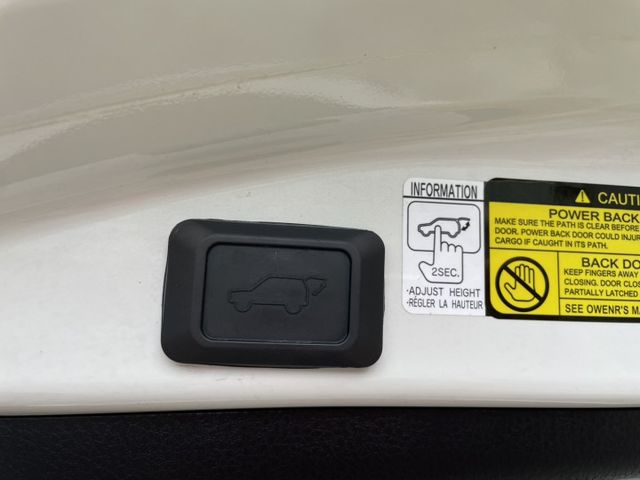 INFORMATION
2SEC.
·ADJUST HEIGHT
·RÉGLER LA HAUTEUR
POWER BACK
MAKE SURE THE PATH IS CLEAR BEFORE
DOOR. POWER BACK DOOR COULD INJUR
CARGO IF CAUGHT IN ITS PATH.
BACK DO
KEEP FINGERS AWAY
CLOSING. DOOR CLOS
PARTIALLY LATCHED
SEE OWENR'S MA